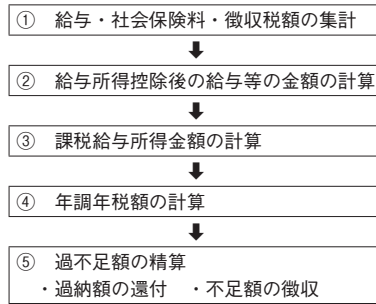 ① 給与・社会保険料・徴収税額の集計
② 給与所得控除後の給与等の金額の計算
③ 課税給与所得金額の計算
④ 年調年税額の計算
⑤ 過不足額の精算
・過納額の還付 ・不足額の徴収